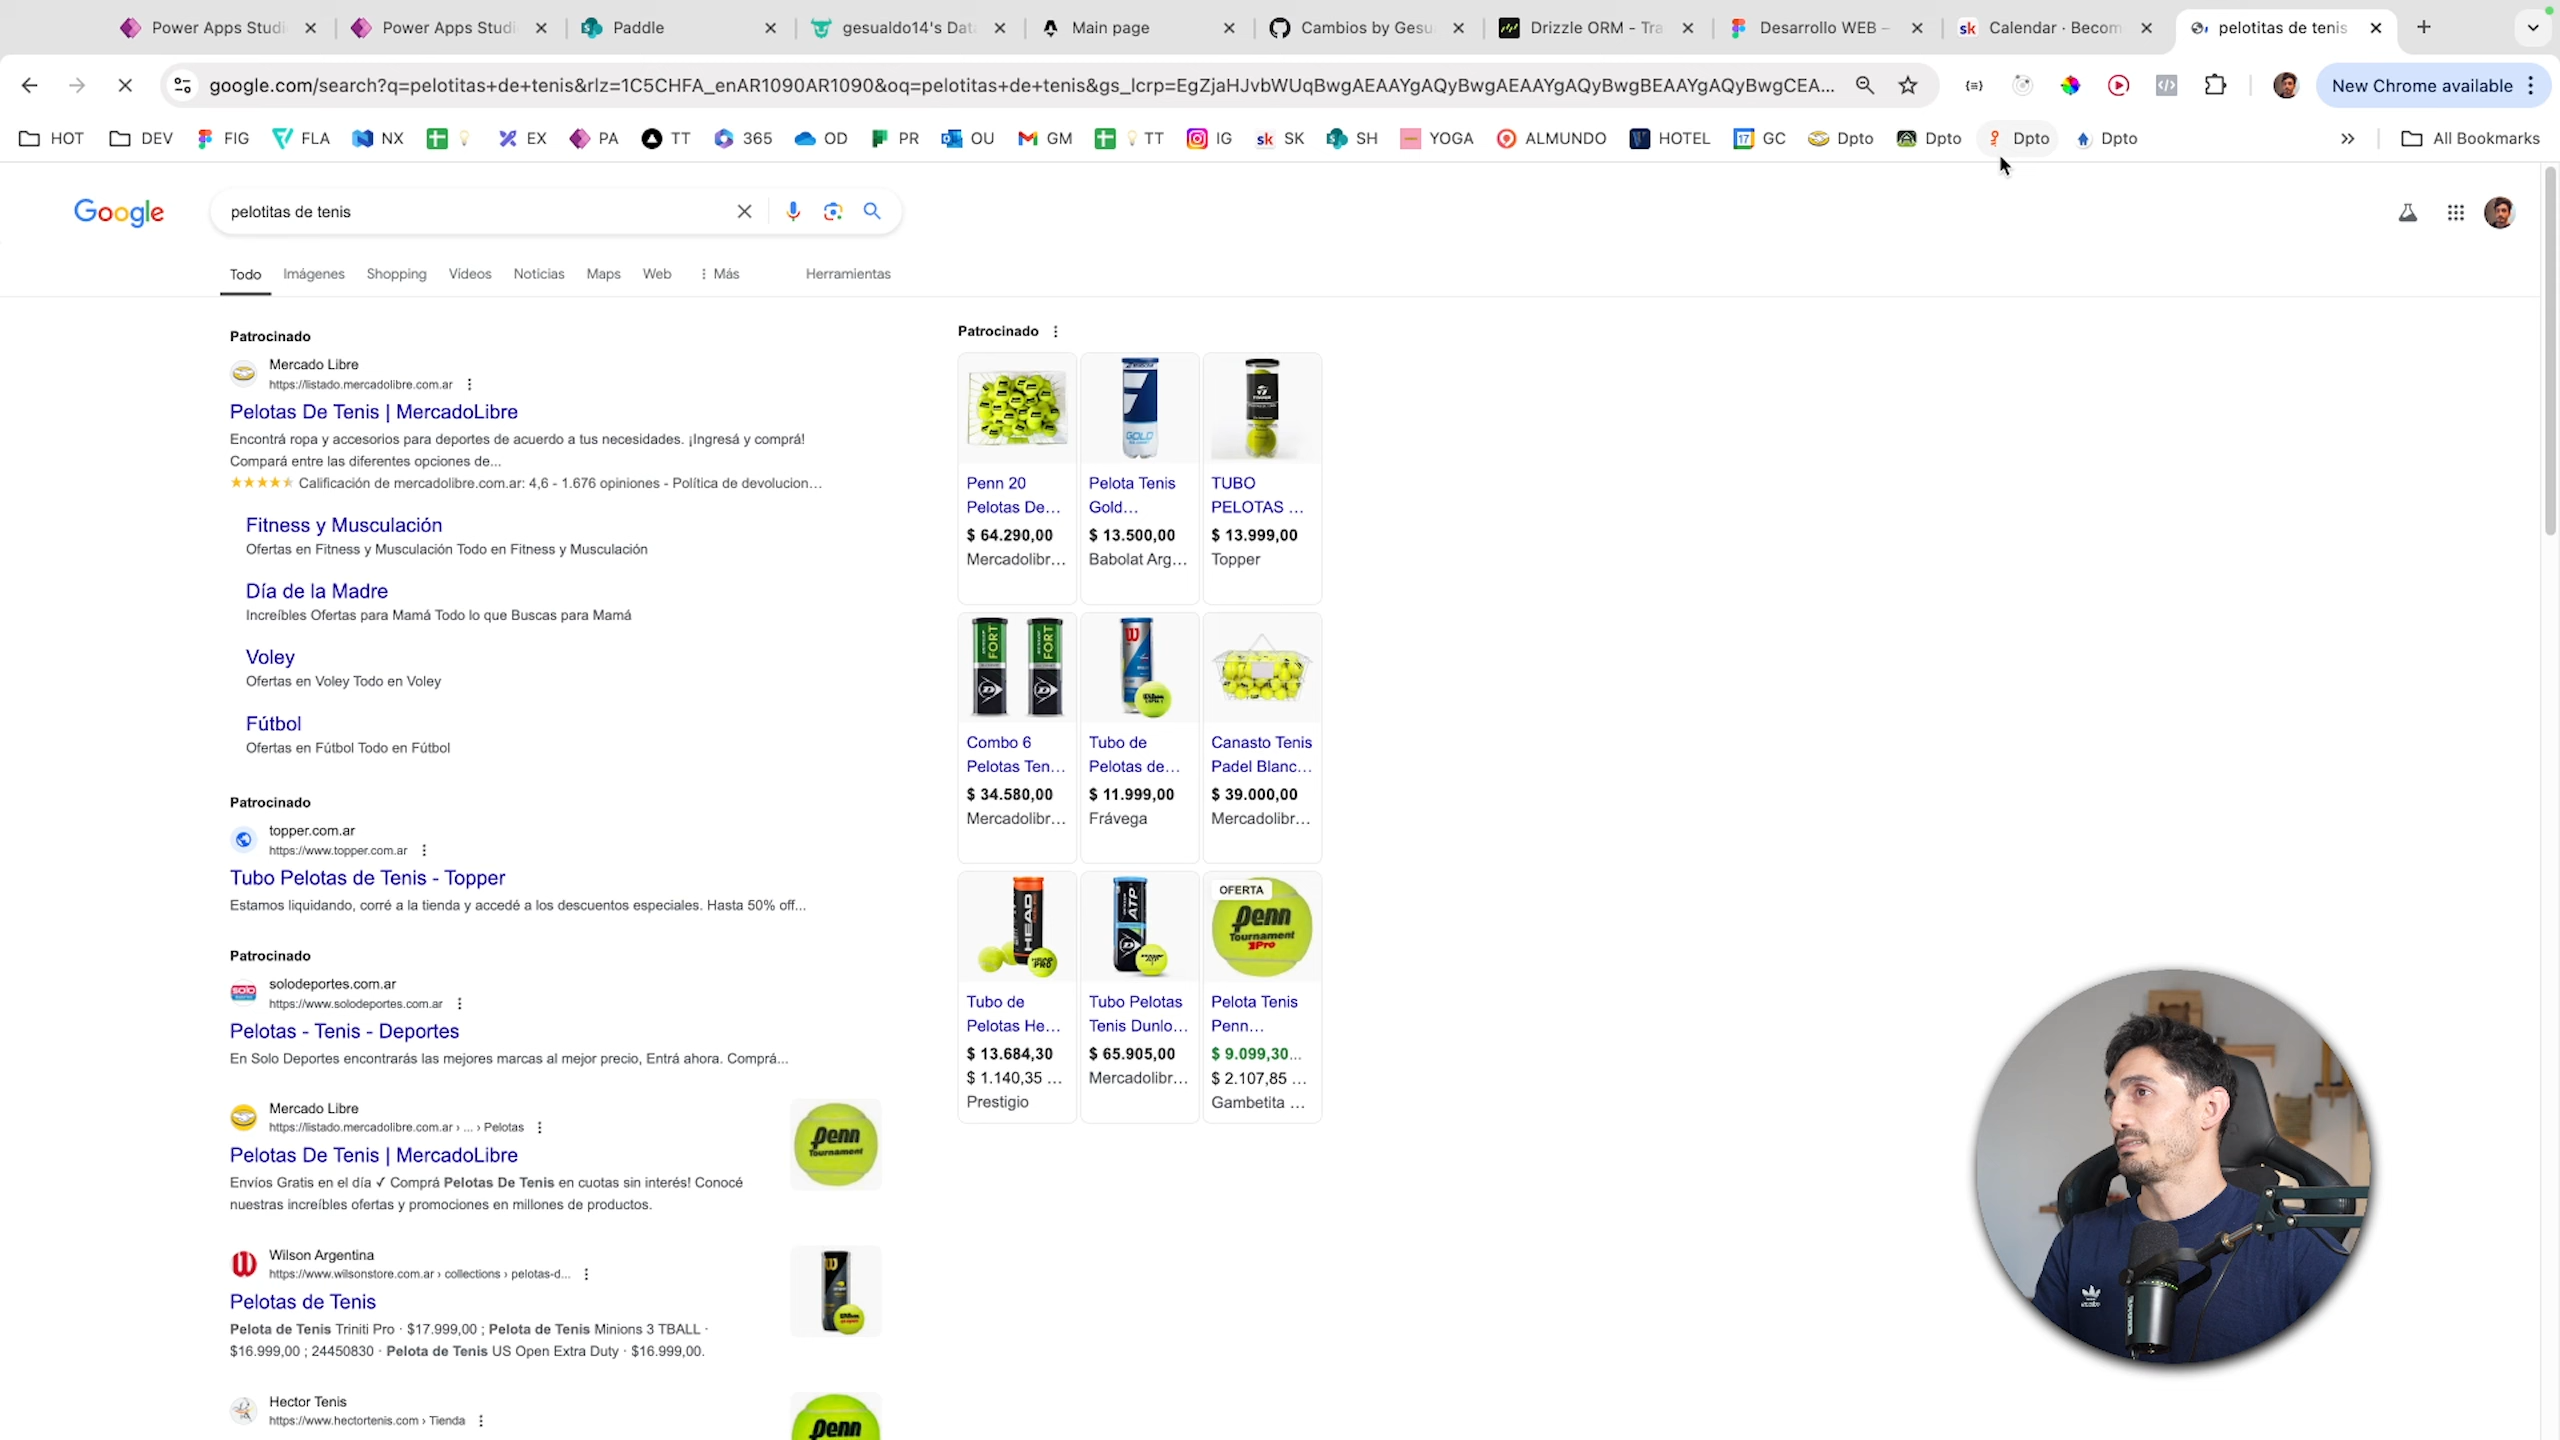 Power Apps Studi
Power Apps Studi
Paddle
gesualdo14's Dat
Main page
Cambios by Gesu
Drizzle ORM - Tra
Desarrollo WEB –
Calendar · Becom
pelotitas de tenis
google.com/search?q=pelotitas+de+tenis&rlz=1C5CHFA_enAR1090AR1090&oq=pelotitas+de+tenis&gs_lcrp=EgZjaHJvbWUqBwgAEAAYgAQyBwgAEAAYgAQyBwgBEAAYgAQyBwgCEA...
New Chrome available
HOT
DEV
FIG
FLA
NX
EX
PA
TT
365
OD
PR
OU
GM
TT
IG
SK
SH
YOGA
ALMUNDO
HOTEL
GC
Dpto
Dpto
Dpto
Dpto
All Bookmarks
Google
pelotitas de tenis
Todo
Imágenes
Shopping
Videos
Noticias
Maps
Web
Más
Herramientas
Patrocinado
Mercado Libre
https://listado.mercadolibre.com.ar
Pelotas De Tenis | MercadoLibre
Encontrá ropa y accesorios para deportes de acuerdo a tus necesidades. ¡Ingresá y comprá!
Compará entre las diferentes opciones de...
Calificación de mercadolibre.com.ar: 4,6 - 1.676 opiniones - Política de devolucion...
Fitness y Musculación
Ofertas en Fitness y Musculación Todo en Fitness y Musculación
Día de la Madre
Increíbles Ofertas para Mamá Todo lo que Buscas para Mamá
Voley
Ofertas en Voley Todo en Voley
Fútbol
Ofertas en Fútbol Todo en Fútbol
Patrocinado
topper.com.ar
https://www.topper.com.ar
Tubo Pelotas de Tenis - Topper
Estamos liquidando, corré a la tienda y accedé a los descuentos especiales. Hasta 50% off...
Patrocinado
solodeportes.com.ar
https://www.solodeportes.com.ar
Pelotas - Tenis - Deportes
En Solo Deportes encontrarás las mejores marcas al mejor precio, Entrá ahora. Comprá...
Mercado Libre
https://listado.mercadolibre.com.ar › ... › Pelotas
Pelotas De Tenis | MercadoLibre
Envíos Gratis en el día ✓ Comprá Pelotas De Tenis en cuotas sin interés! Conocé
nuestras increíbles ofertas y promociones en millones de productos.
Penn
Tournament
Wilson Argentina
https://www.wilsonstore.com.ar › collections › pelotas-d...
Pelotas de Tenis
Pelota de Tenis Triniti Pro · $17.999,00 ; Pelota de Tenis Minions 3 TBALL ·
$16.999,00 ; 24450830 · Pelota de Tenis US Open Extra Duty · $16.999,00.
Hector Tenis
https://www.hectortenis.com › Tienda
Penn
Patrocinado
GOLD
Penn 20
Pelotas De...
$ 64.290,00
Mercadolibr...
Pelota Tenis
Gold...
$ 13.500,00
Babolat Arg...
TUBO
PELOTAS ...
$ 13.999,00
Topper
FORT
FORT
Combo 6
Pelotas Ten...
$ 34.580,00
Mercadolibr...
Tubo de
Pelotas de...
$ 11.999,00
Frávega
Canasto Tenis
Padel Blanc...
$ 39.000,00
Mercadolibr...
HEAD
HEAD
PRO
ATP
OFERTA
Penn
Tournament
Pro
Tubo de
Pelotas He...
$ 13.684,30
$ 1.140,35 ...
Prestigio
Tubo Pelotas
Tenis Dunlo...
$ 65.905,00
Mercadolibr...
Pelota Tenis
Penn...
$ 9.099,30...
$ 2.107,85 ...
Gambetita ...